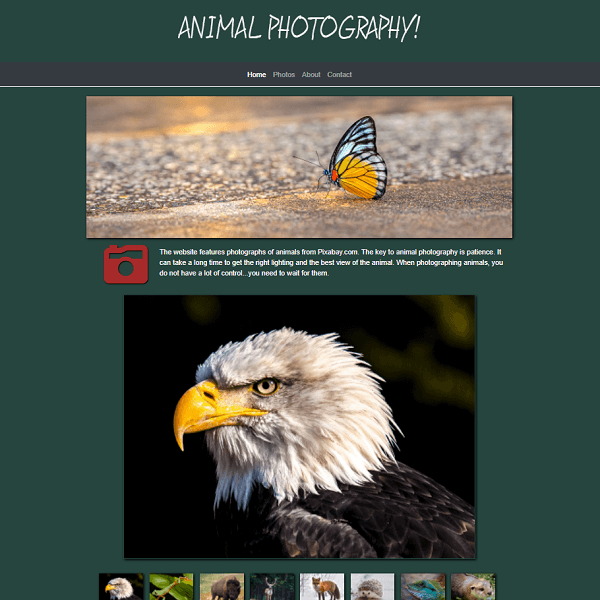 ANIMAL PHOTOGRAPHY!
Home Photos About Contact
The website features photographs of animals from Pixabay.com. The key to animal photography is patience. It
can take a long time to get the right lighting and the best view of the animal. When photographing animals, you
do not have a lot of control...you need to wait for them.